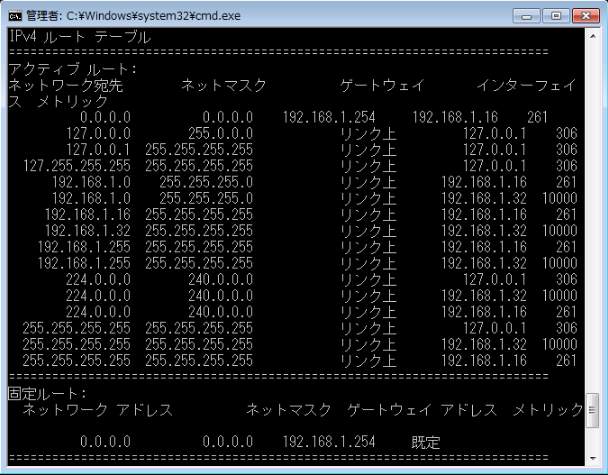 管理者: C:¥Windows¥system32¥cmd.exe
IPv4 ルート テーブル
===========================================================================
アクティブ ルート:
ネットワーク宛先 ネットマスク ゲートウェイ インターフェイ
ス メトリック
0.0.0.0 0.0.0.0 192.168.1.254 192.168.1.16 261
127.0.0.0 255.0.0.0 リンク上 127.0.0.1 306
127.0.0.1 255.255.255.255 リンク上 127.0.0.1 306
127.255.255.255 255.255.255.255 リンク上 127.0.0.1 306
192.168.1.0 255.255.255.0 リンク上 192.168.1.16 261
192.168.1.0 255.255.255.0 リンク上 192.168.1.32 10000
192.168.1.16 255.255.255.255 リンク上 192.168.1.16 261
192.168.1.32 255.255.255.255 リンク上 192.168.1.32 10000
192.168.1.255 255.255.255.255 リンク上 192.168.1.16 261
192.168.1.255 255.255.255.255 リンク上 192.168.1.32 10000
224.0.0.0 240.0.0.0 リンク上 127.0.0.1 306
224.0.0.0 240.0.0.0 リンク上 192.168.1.32 10000
224.0.0.0 240.0.0.0 リンク上 192.168.1.16 261
255.255.255.255 255.255.255.255 リンク上 127.0.0.1 306
255.255.255.255 255.255.255.255 リンク上 192.168.1.32 10000
255.255.255.255 255.255.255.255 リンク上 192.168.1.16 261
===========================================================================
固定ルート:
ネットワーク アドレス ネットマスク ゲートウェイ アドレス メトリック
0.0.0.0 0.0.0.0 192.168.1.254 既定
===========================================================================